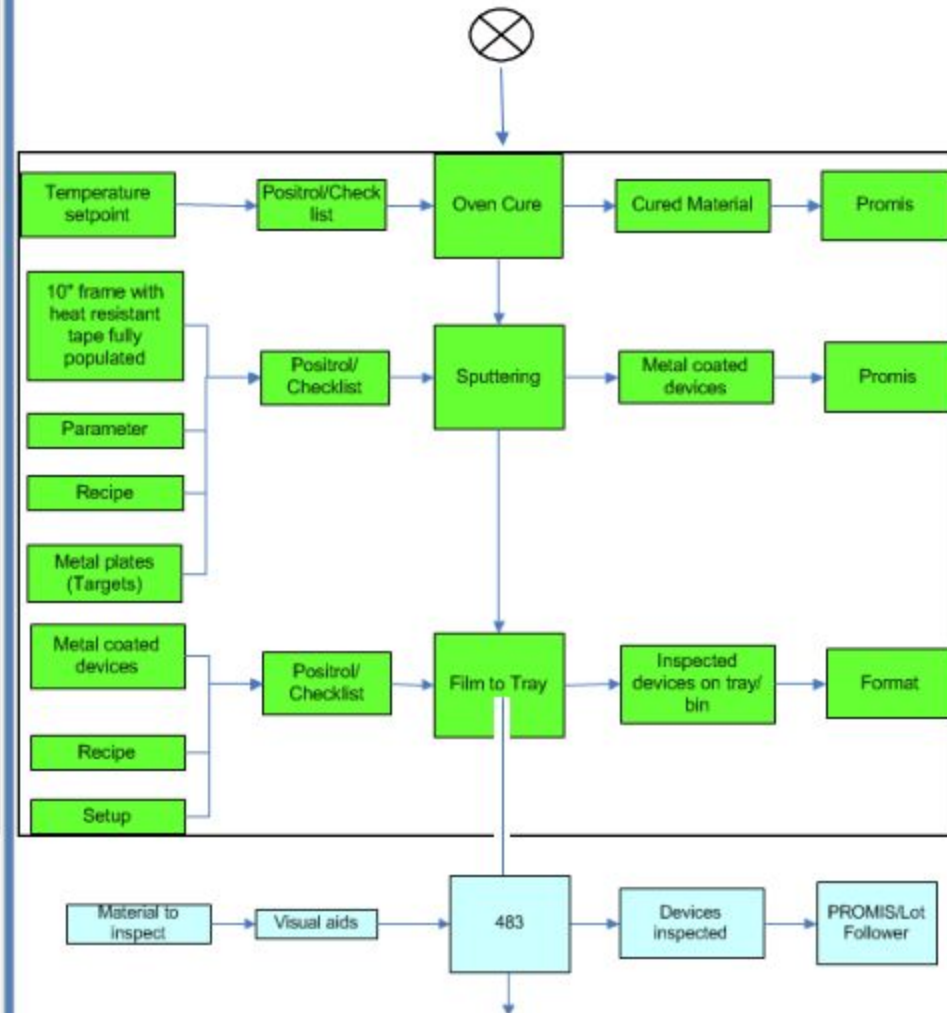 Temperature
setpoint
Positrol/Check
list
Oven Cure
Cured Material
Promis
10" frame with
heat resistant
tape fully
populated
Positrol/
Checklist
Sputtering
Metal coated
devices
Promis
Parameter
Recipe
Metal plates
(Targets)
Metal coated
devices
Positrol/
Checklist
Film to Tray
Inspected
devices on tray/
bin
Format
Recipe
Setup
Material to
inspect
Visual aids
483
Devices
inspected
PROMIS/Lot
Follower